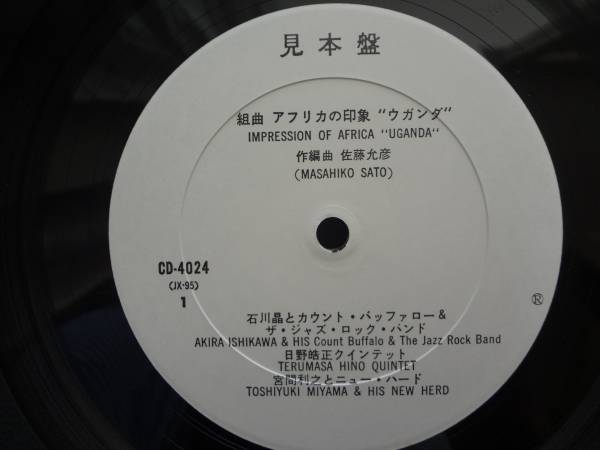 見本盤
組曲 アフリカの印象 “ウガンダ”
IMPRESSION OF AFRICA "UGANDA"
作編曲 佐藤允彦
(MASAHIKO SATO)
CD-4024
(JX-95)
1
Ⓡ
石川晶とカウント・バッファロー&
ザ・ジャズ・ロック・バンド
AKIRA ISHIKAWA & HIS Count Buffalo & The Jazz Rock Band
日野皓正クインテット
TERUMASA HINO QUINTET
宮間利之とニュー・ハード
TOSHIYUKI MIYAMA & HIS NEW HERD